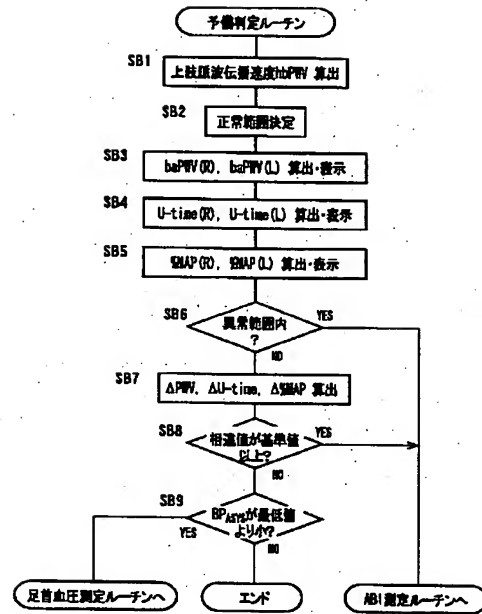 予備判定ルーチン
SB1
上肢脈波伝播速度hbPWV 算出
SB2
正常範囲決定
SB3
baPWV(R), baPWV(L) 算出・表示
SB4
U-time(R), U-time(L) 算出・表示
SB5
%MAP(R), %MAP(L) 算出・表示
SB6
異常範囲内
?
YES
NO
SB7
ΔPWV, ΔU-time, Δ%MAP 算出
SB8
相違値が基準値
以上?
YES
NO
SB9
BPASYSが最低値
より小?
YES
NO
足首血圧測定ルーチンへ
エンド
ABI測定ルーチンへ